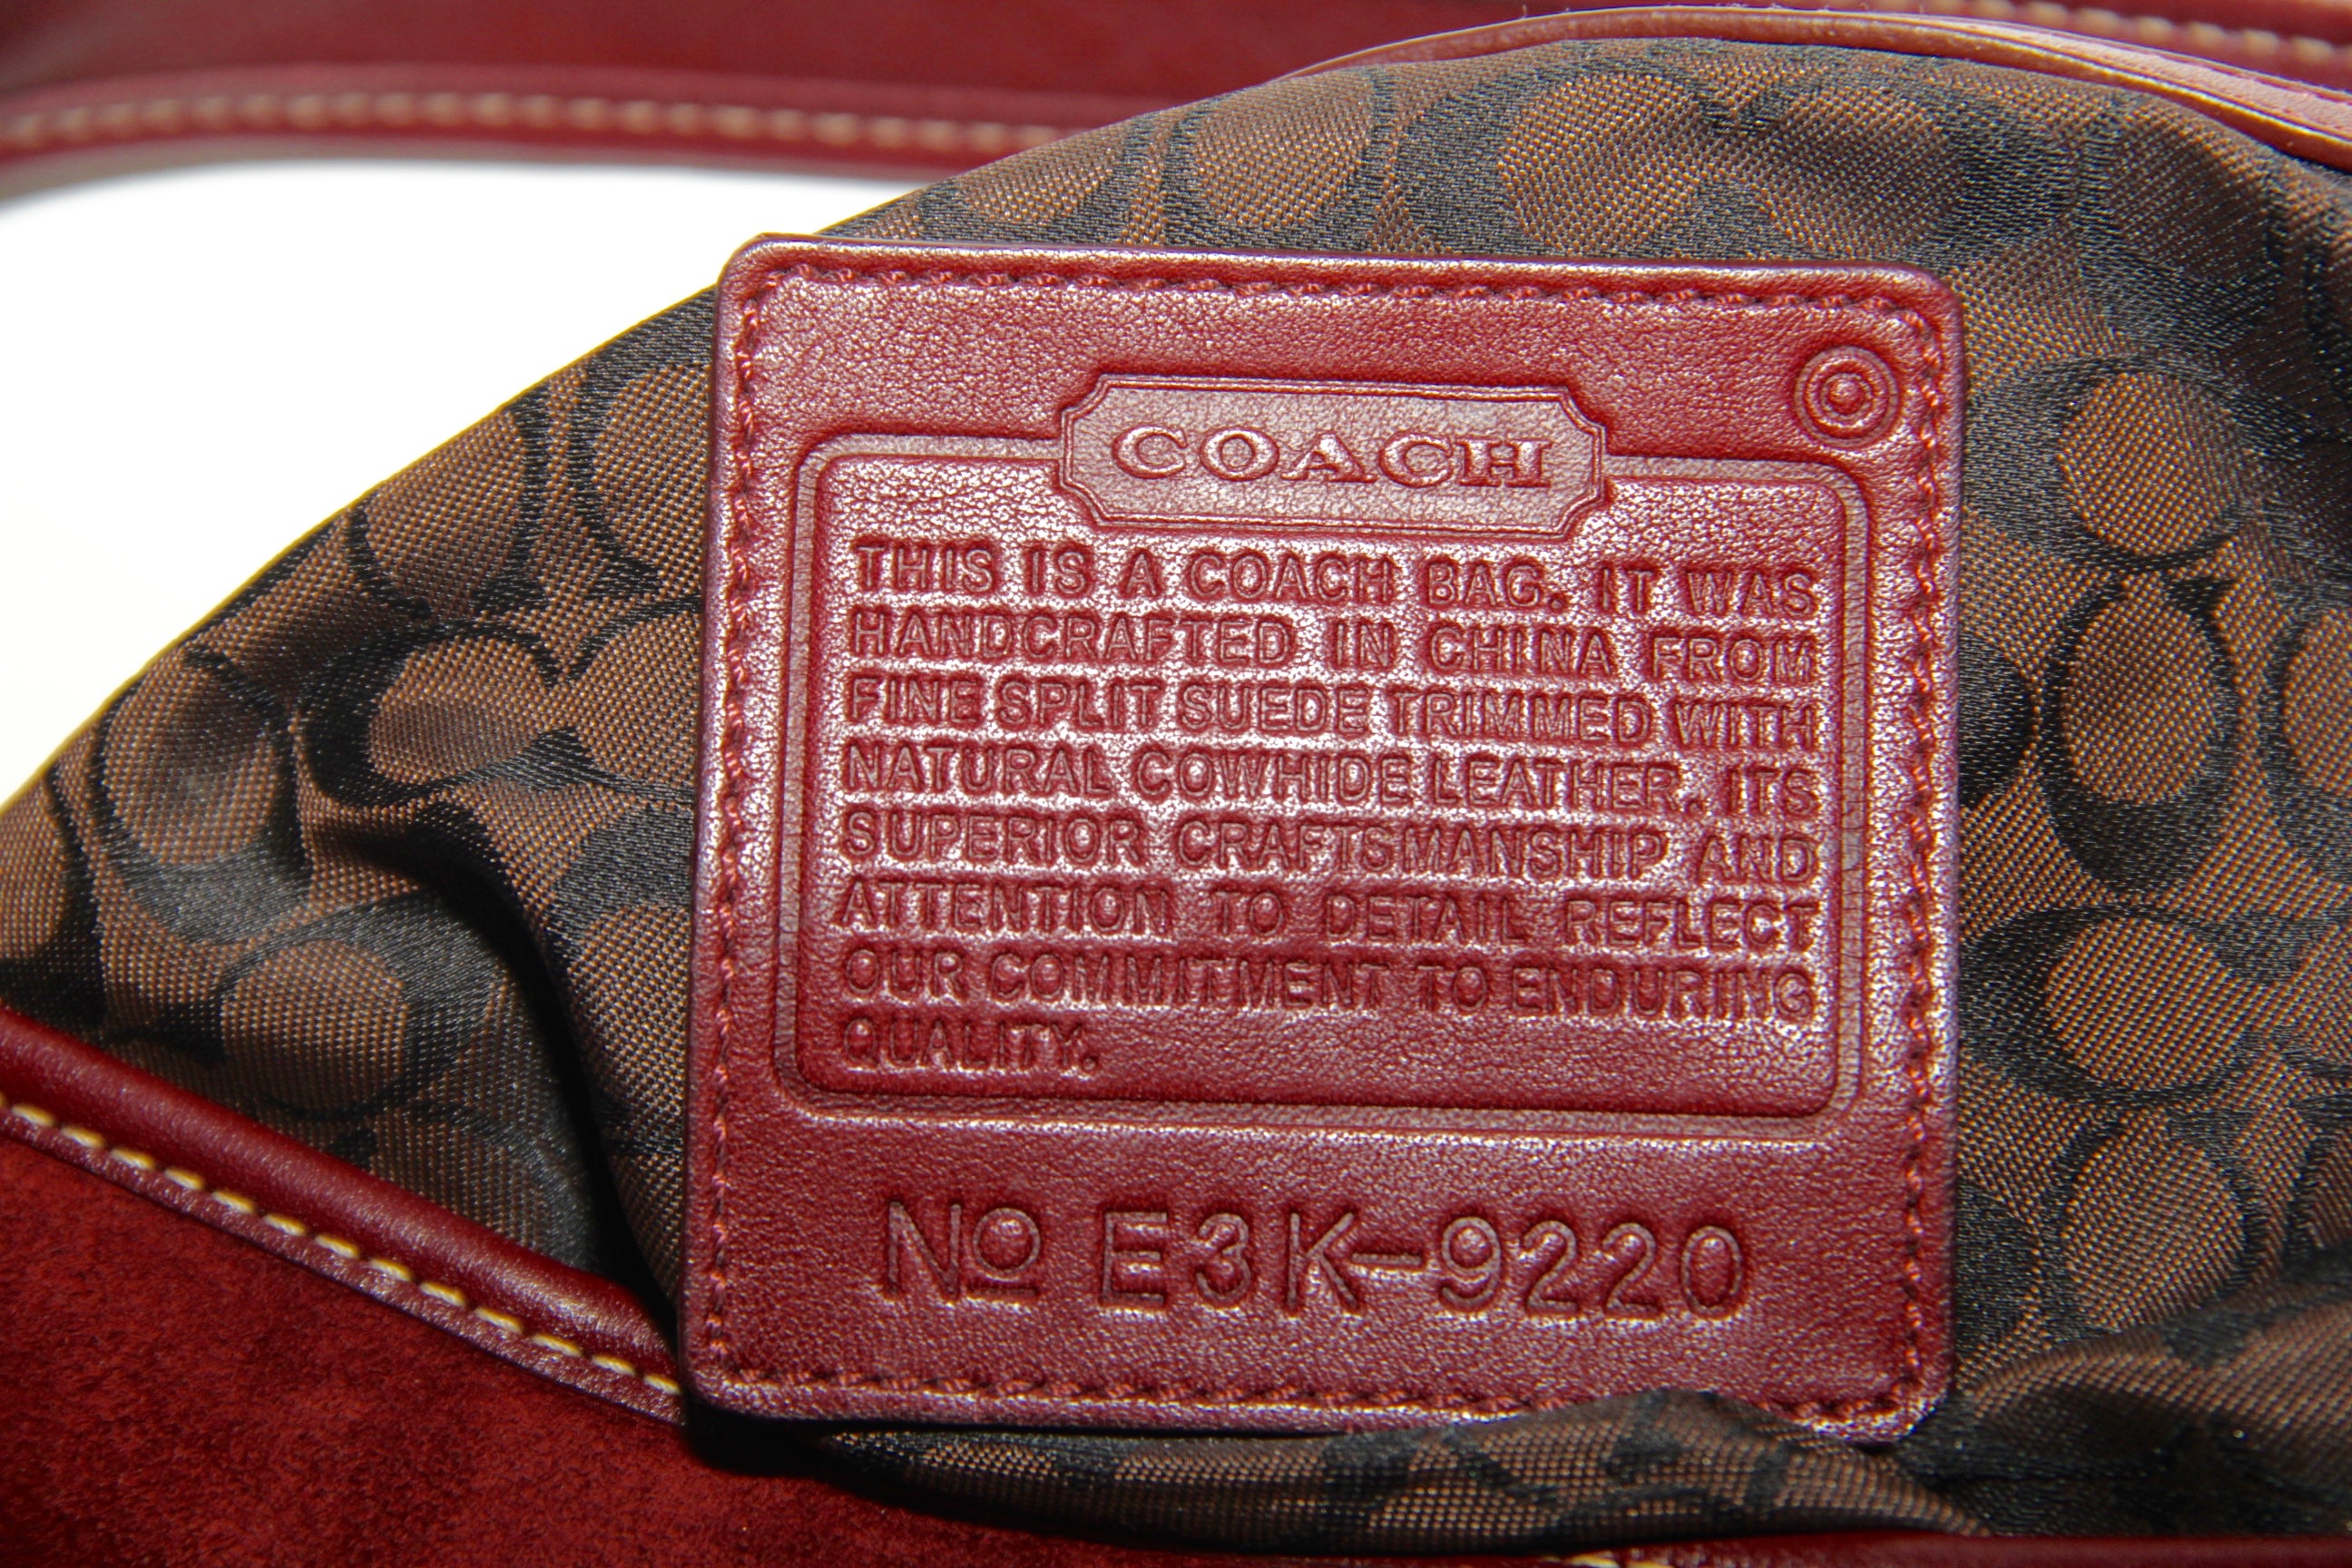 COACH
THIS IS A COACH BAG. IT WAS
HANDCRAFTED IN CHINA FROM
FINE SPLIT SUEDE TRIMMED WITH
NATURAL COWHIDE LEATHER. ITS
SUPERIOR CRAFTSMANSHIP AND
ATTENTION TO DETAIL REFLECT
OUR COMMITMENT TO ENDURING
QUALITY.
No E3K-9220